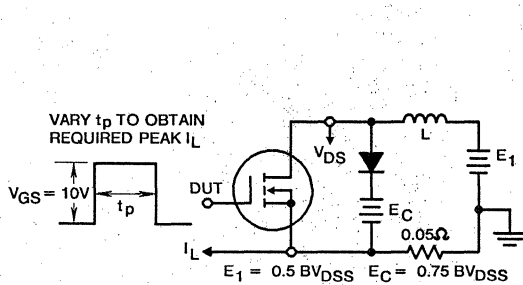 VARY tp TO OBTAIN
REQUIRED PEAK IL
VGS = 10V
tp
DUT
VDS
L
E1
EC
0.05Ω
IL
E1 = 0.5 BVDSS EC = 0.75 BVDSS